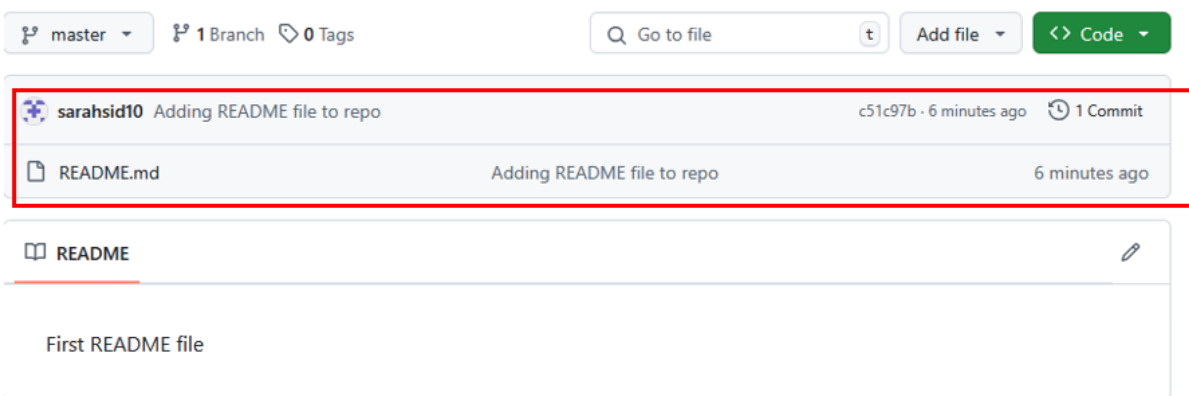 master 1 Branch 0 Tags Go to file t Add file <> Code
sarahsid10 Adding README file to repo c51c97b · 6 minutes ago 1 Commit
README.md Adding README file to repo 6 minutes ago
README
First README file